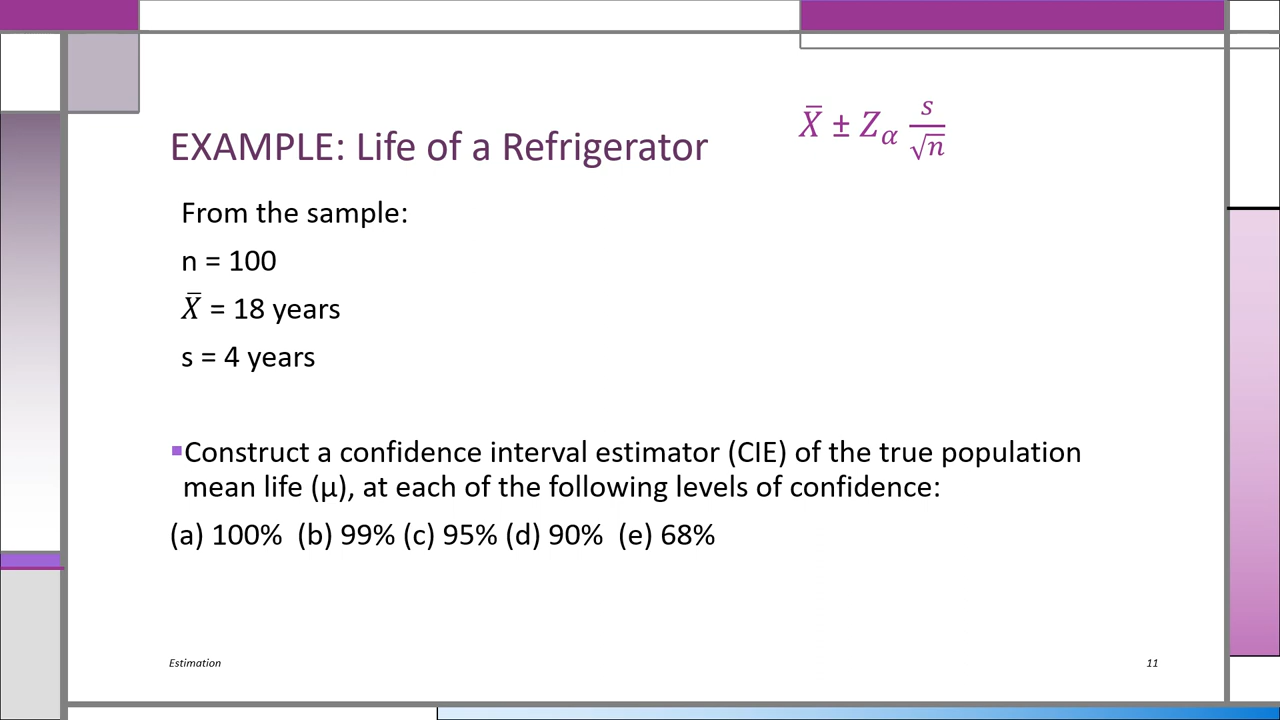 EXAMPLE: Life of a Refrigerator
X̄ ± Zα s/√n
From the sample:
n = 100
X̄ = 18 years
s = 4 years
▪Construct a confidence interval estimator (CIE) of the true population
mean life (μ), at each of the following levels of confidence:
(a) 100% (b) 99% (c) 95% (d) 90% (e) 68%
Estimation
11